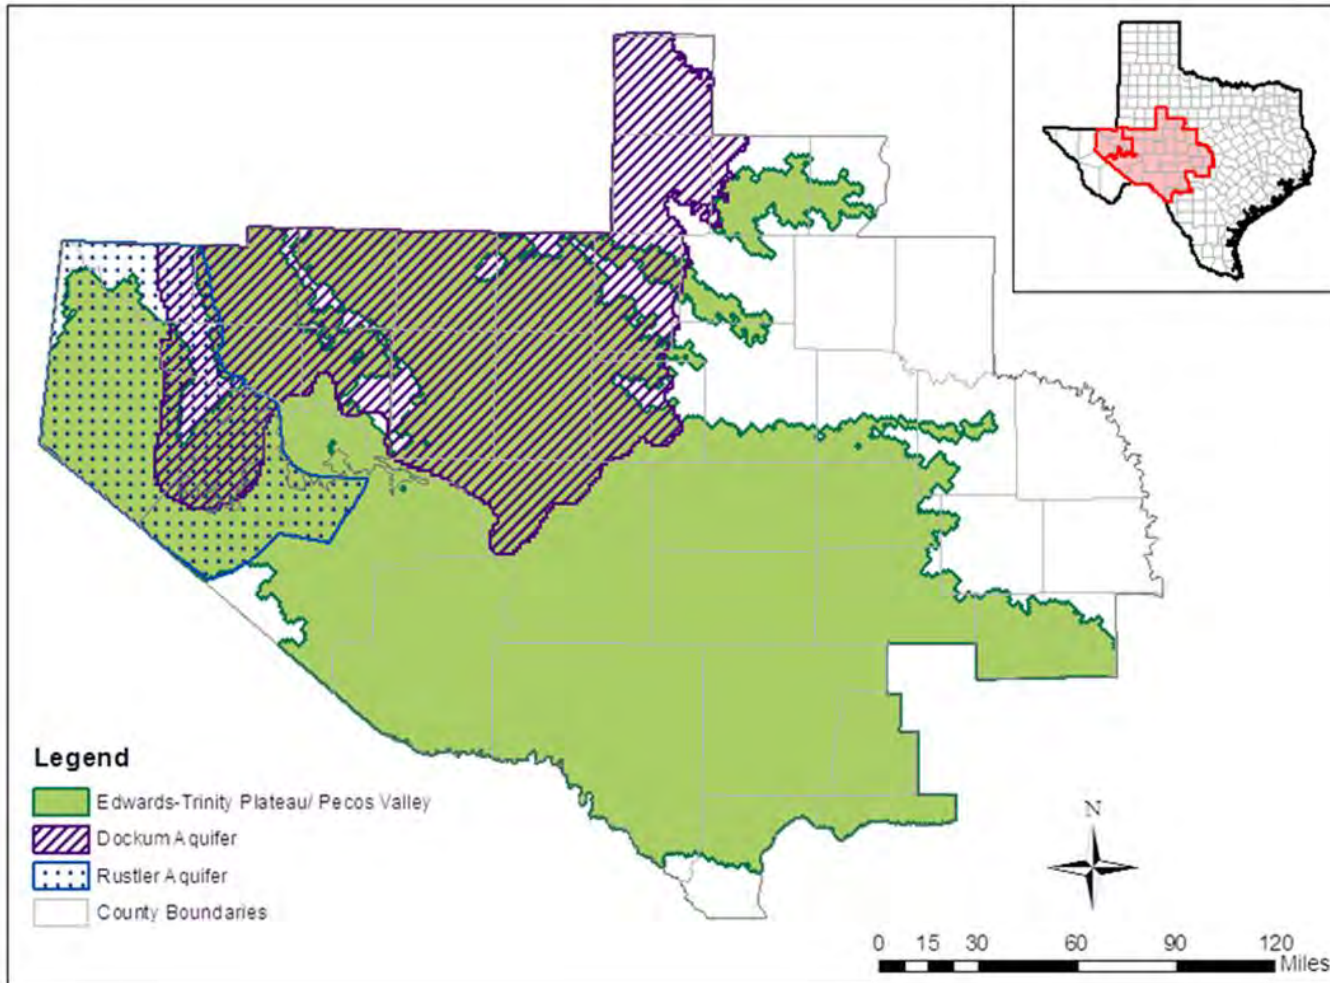 Legend
Edwards-Trinity Plateau/ Pecos Valley
Dockum Aquifer
Rustler Aquifer
County Boundaries
N
0 15 30 60 90 120
Miles